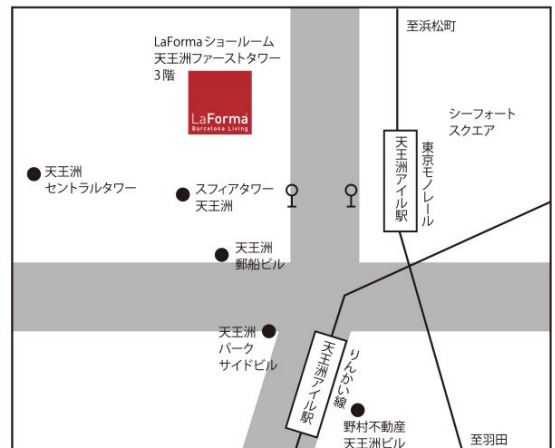 至浜松町
LaFormaショールーム
天王洲ファーストタワー
3階
LaForma
Barcelona Living
シーフォート
スクエア
天王洲アイル駅
東京モノレール
天王洲
セントラルタワー
スフィアタワー
天王洲
天王洲
郵船ビル
天王洲
パーク
サイドビル
天王洲アイル駅
りんかい線
野村不動産
天王洲ビル
至羽田